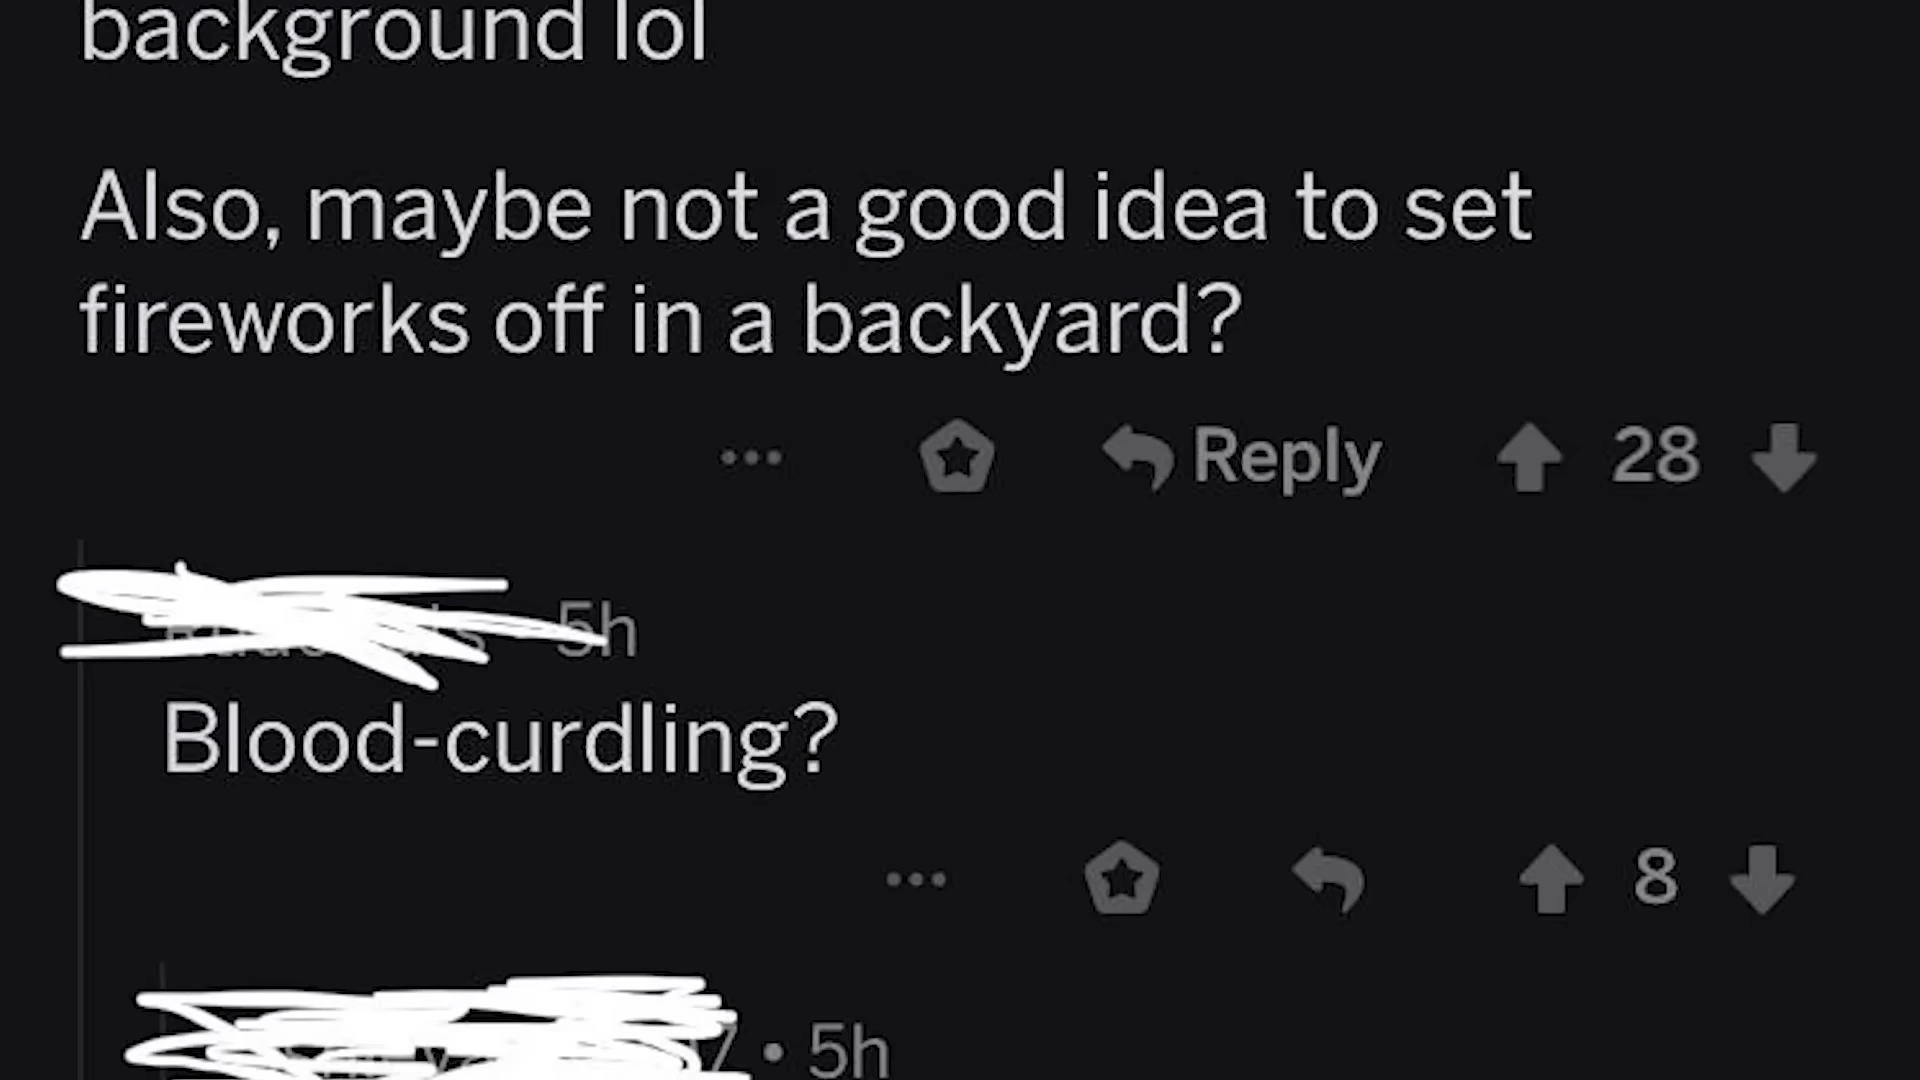 background lol
Also, maybe not a good idea to set
fireworks off in a backyard?
Reply 28
5h
Blood-curdling?
8
• 5h